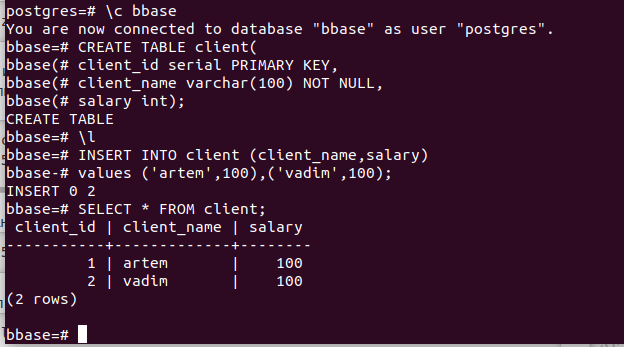 postgres=# \c bbase
You are now connected to database "bbase" as user "postgres".
bbase=# CREATE TABLE client(
bbase(# client_id serial PRIMARY KEY,
bbase(# client_name varchar(100) NOT NULL,
bbase(# salary int);
CREATE TABLE
bbase=# \l
bbase=# INSERT INTO client (client_name,salary)
bbase-# values ('artem',100),('vadim',100);
INSERT 0 2
bbase=# SELECT * FROM client;
 client_id | client_name | salary
-----------+-------------+--------
         1 | artem       |    100
         2 | vadim       |    100
(2 rows)

bbase=#